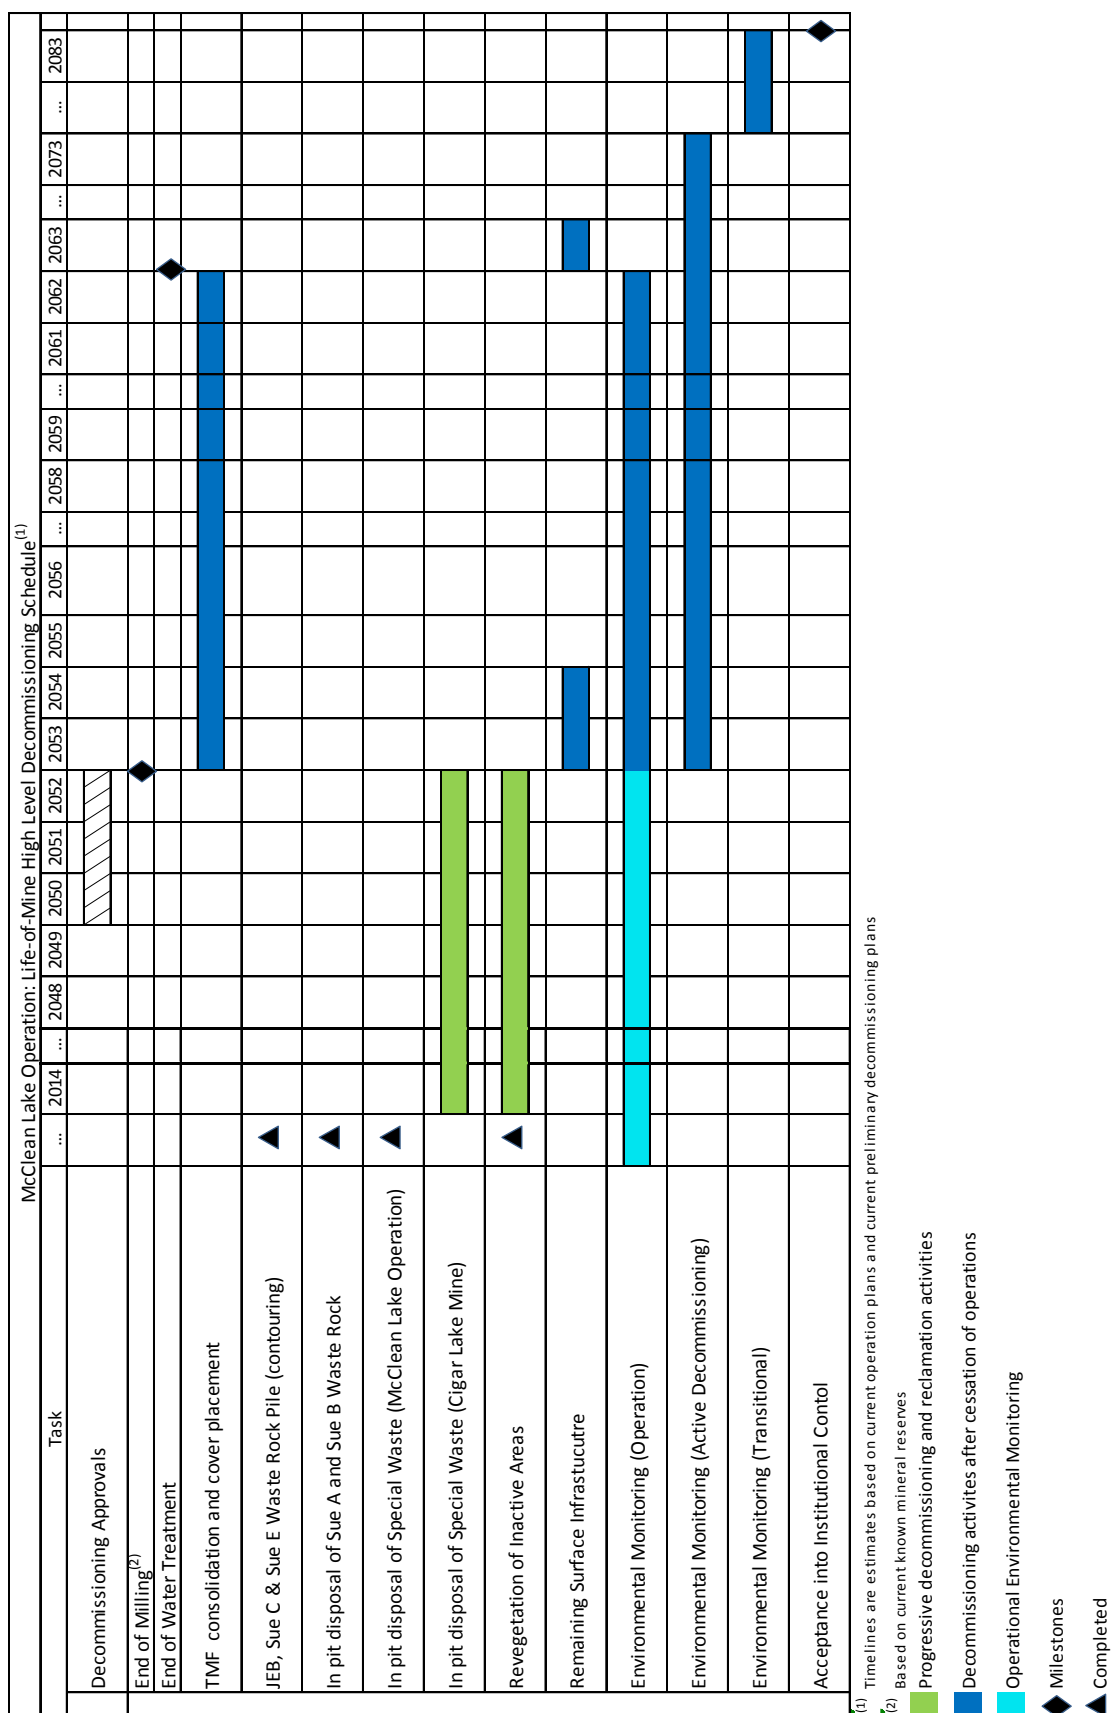 McClean Lake Operation: Life-of-Mine High Level Decommissioning Schedule(1)
Task ... 2014 ... 2048 2049 2050 2051 2052 2053 2054 2055 2056 ... 2058 2059 ... 2061 2062 2063 ... 2073 ... 2083
Decommissioning Approvals
End of Milling(2)
End of Water Treatment
TMF consolidation and cover placement
JEB, Sue C & Sue E Waste Rock Pile (contouring)
In pit disposal of Sue A and Sue B Waste Rock
In pit disposal of Special Waste (McClean Lake Operation)
In pit disposal of Special Waste (Cigar Lake Mine)
Revegetation of Inactive Areas
Remaining Surface Infrastucutre
Environmental Monitoring (Operation)
Environmental Monitoring (Active Decommissioning)
Environmental Monitoring (Transitional)
Acceptance into Institutional Contol
(1) Timelines are estimates based on current operation plans and current preliminary decommissioning plans
(2) Based on current known mineral reserves
Progressive decommissioning and reclamation activities
Decommissioning activites after cessation of operations
Operational Environmental Monitoring
Milestones
Completed